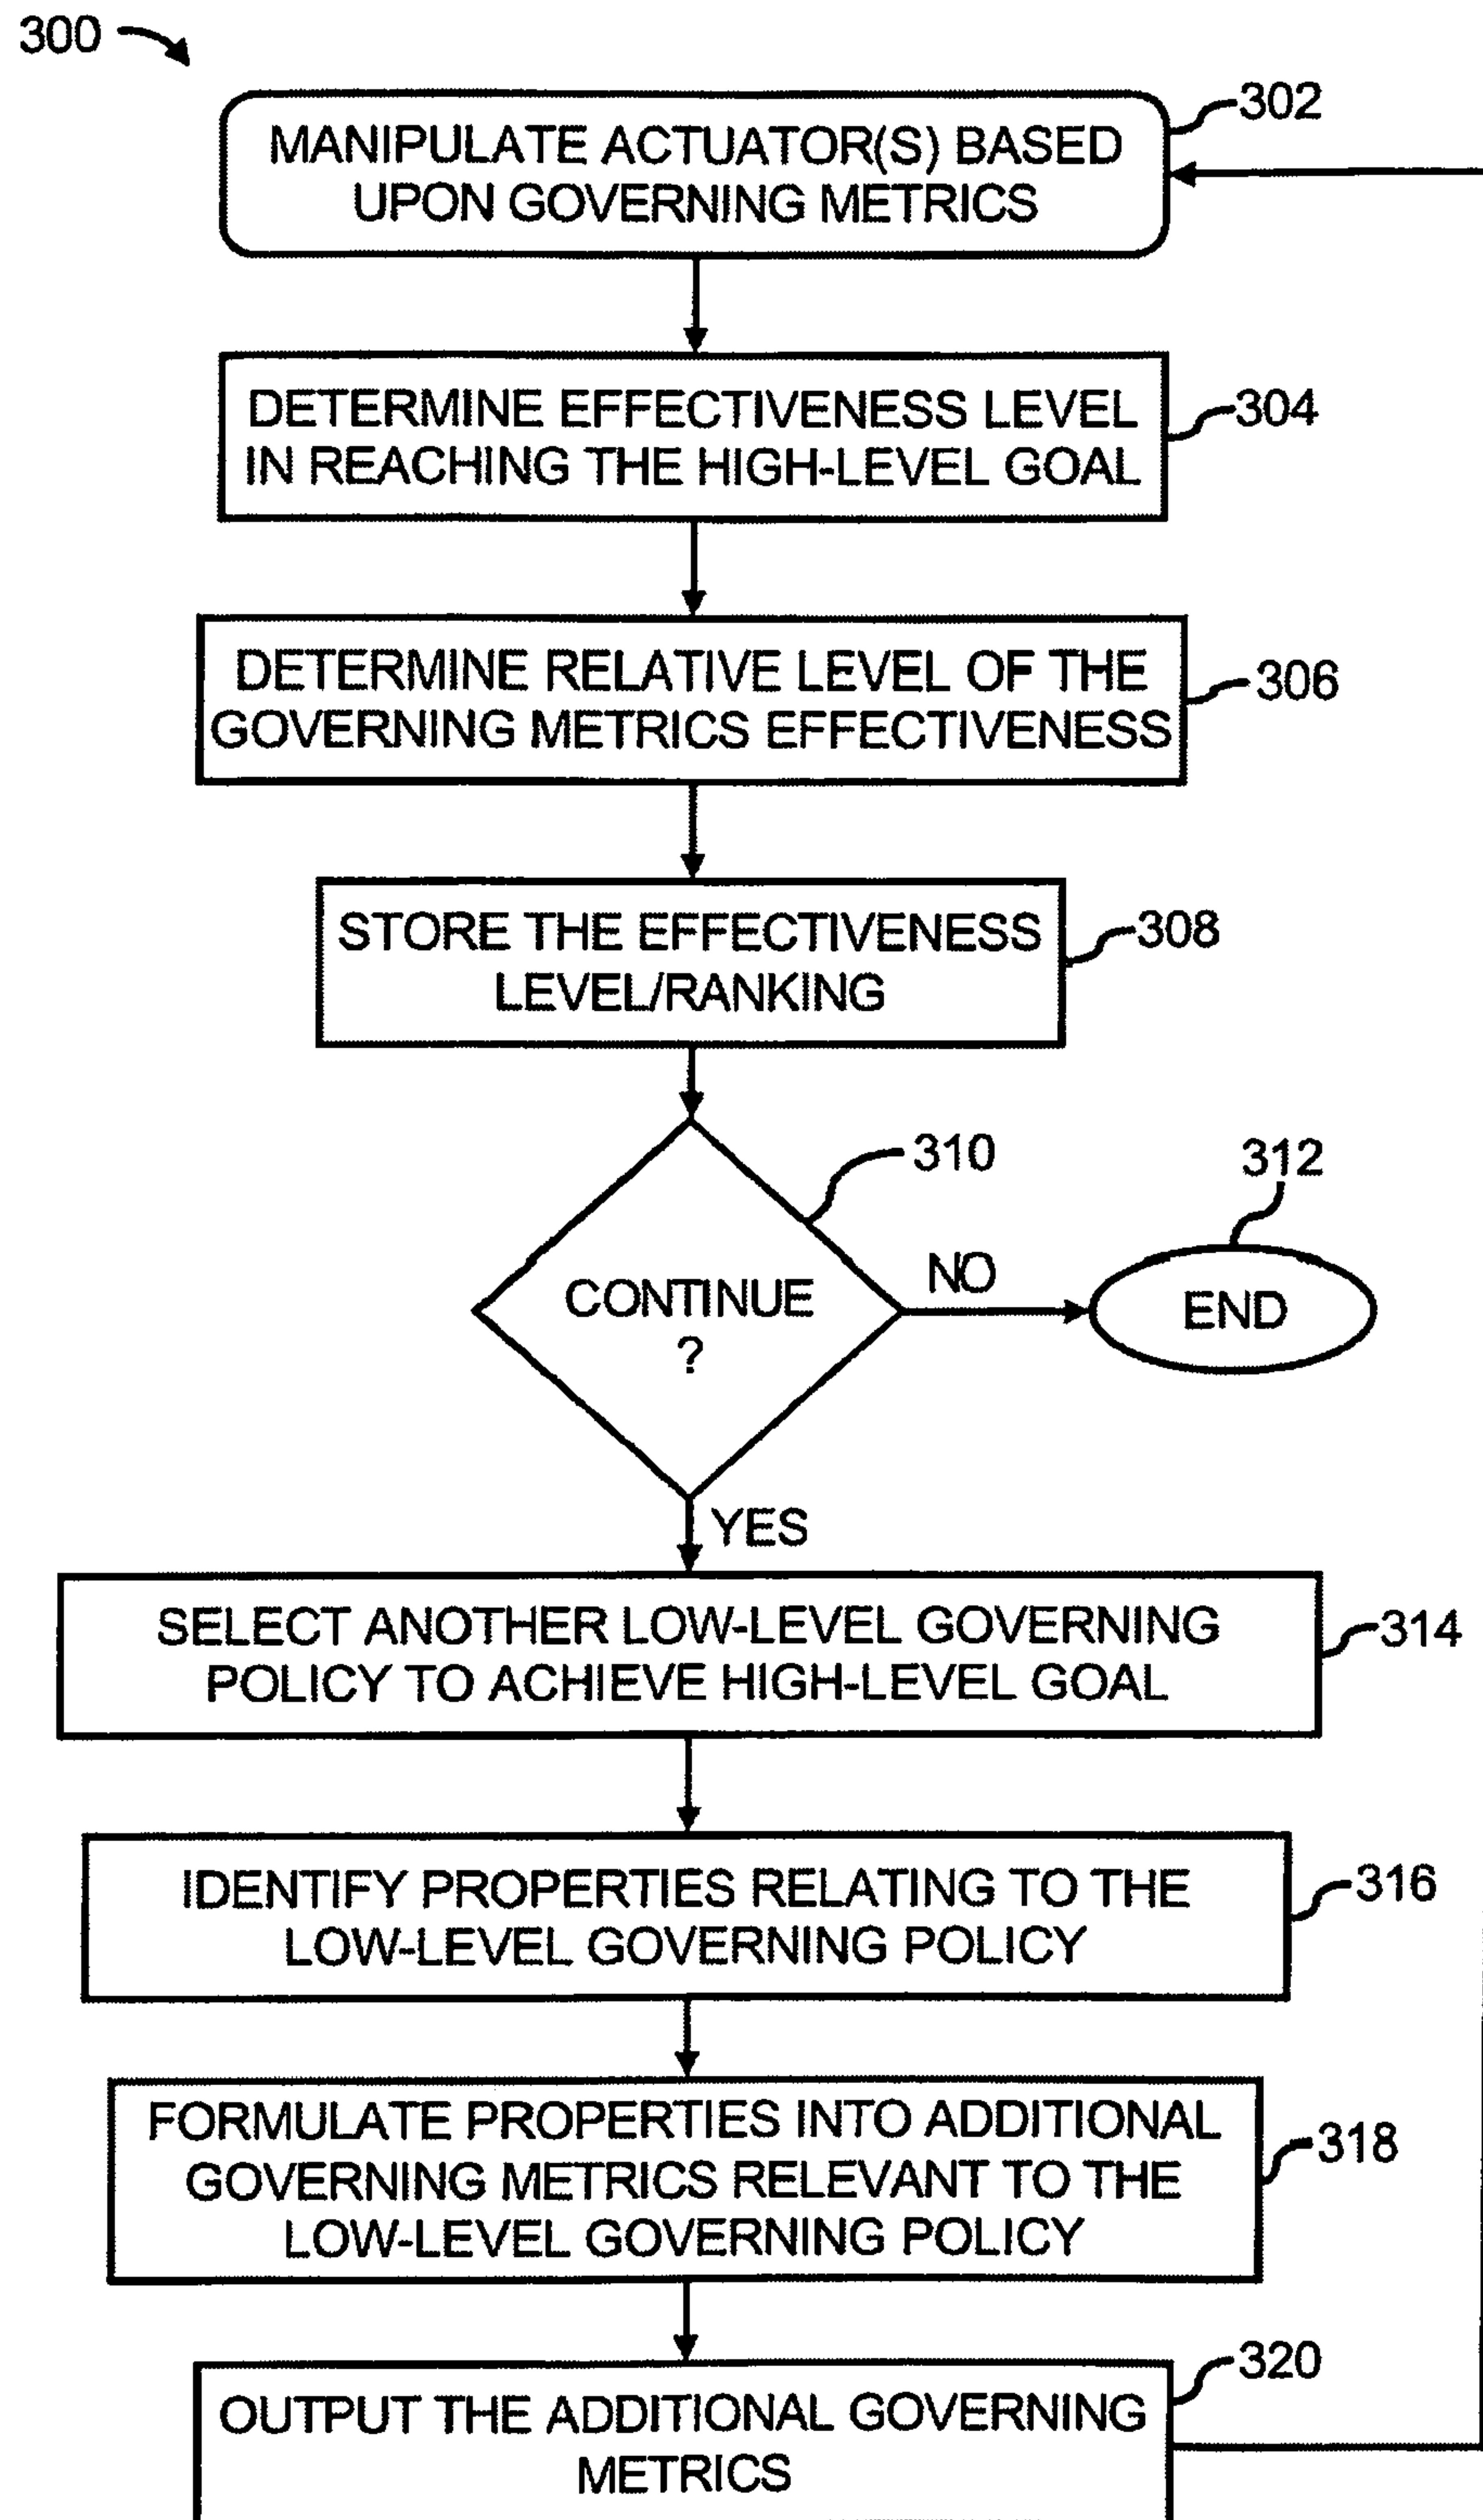 300
302
MANIPULATE ACTUATOR(S) BASED
UPON GOVERNING METRICS
304
DETERMINE EFFECTIVENESS LEVEL
IN REACHING THE HIGH-LEVEL GOAL
306
DETERMINE RELATIVE LEVEL OF THE
GOVERNING METRICS EFFECTIVENESS
308
STORE THE EFFECTIVENESS
LEVEL/RANKING
310
312
CONTINUE
?
NO
END
YES
314
SELECT ANOTHER LOW-LEVEL GOVERNING
POLICY TO ACHIEVE HIGH-LEVEL GOAL
316
IDENTIFY PROPERTIES RELATING TO THE
LOW-LEVEL GOVERNING POLICY
318
FORMULATE PROPERTIES INTO ADDITIONAL
GOVERNING METRICS RELEVANT TO THE
LOW-LEVEL GOVERNING POLICY
320
OUTPUT THE ADDITIONAL GOVERNING
METRICS